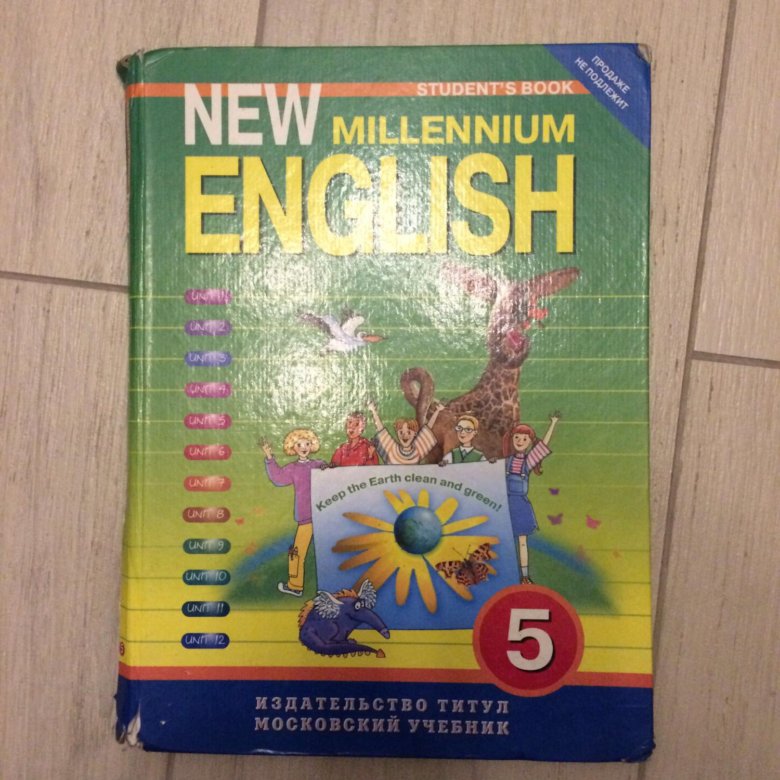 STUDENT'S BOOK
ПРОДАЖЕ
НЕ ПОДЛЕЖИТ
NEW
MILLENNIUM
ENGLISH
UNIT 1
UNIT 2
UNIT 3
UNIT 4
UNIT 5
UNIT 6
UNIT 7
UNIT 8
UNIT 9
UNIT 10
UNIT 11
UNIT 12
Keep the Earth clean and green!
5
ИЗДАТЕЛЬСТВО ТИТУЛ
МОСКОВСКИЙ УЧЕБНИК